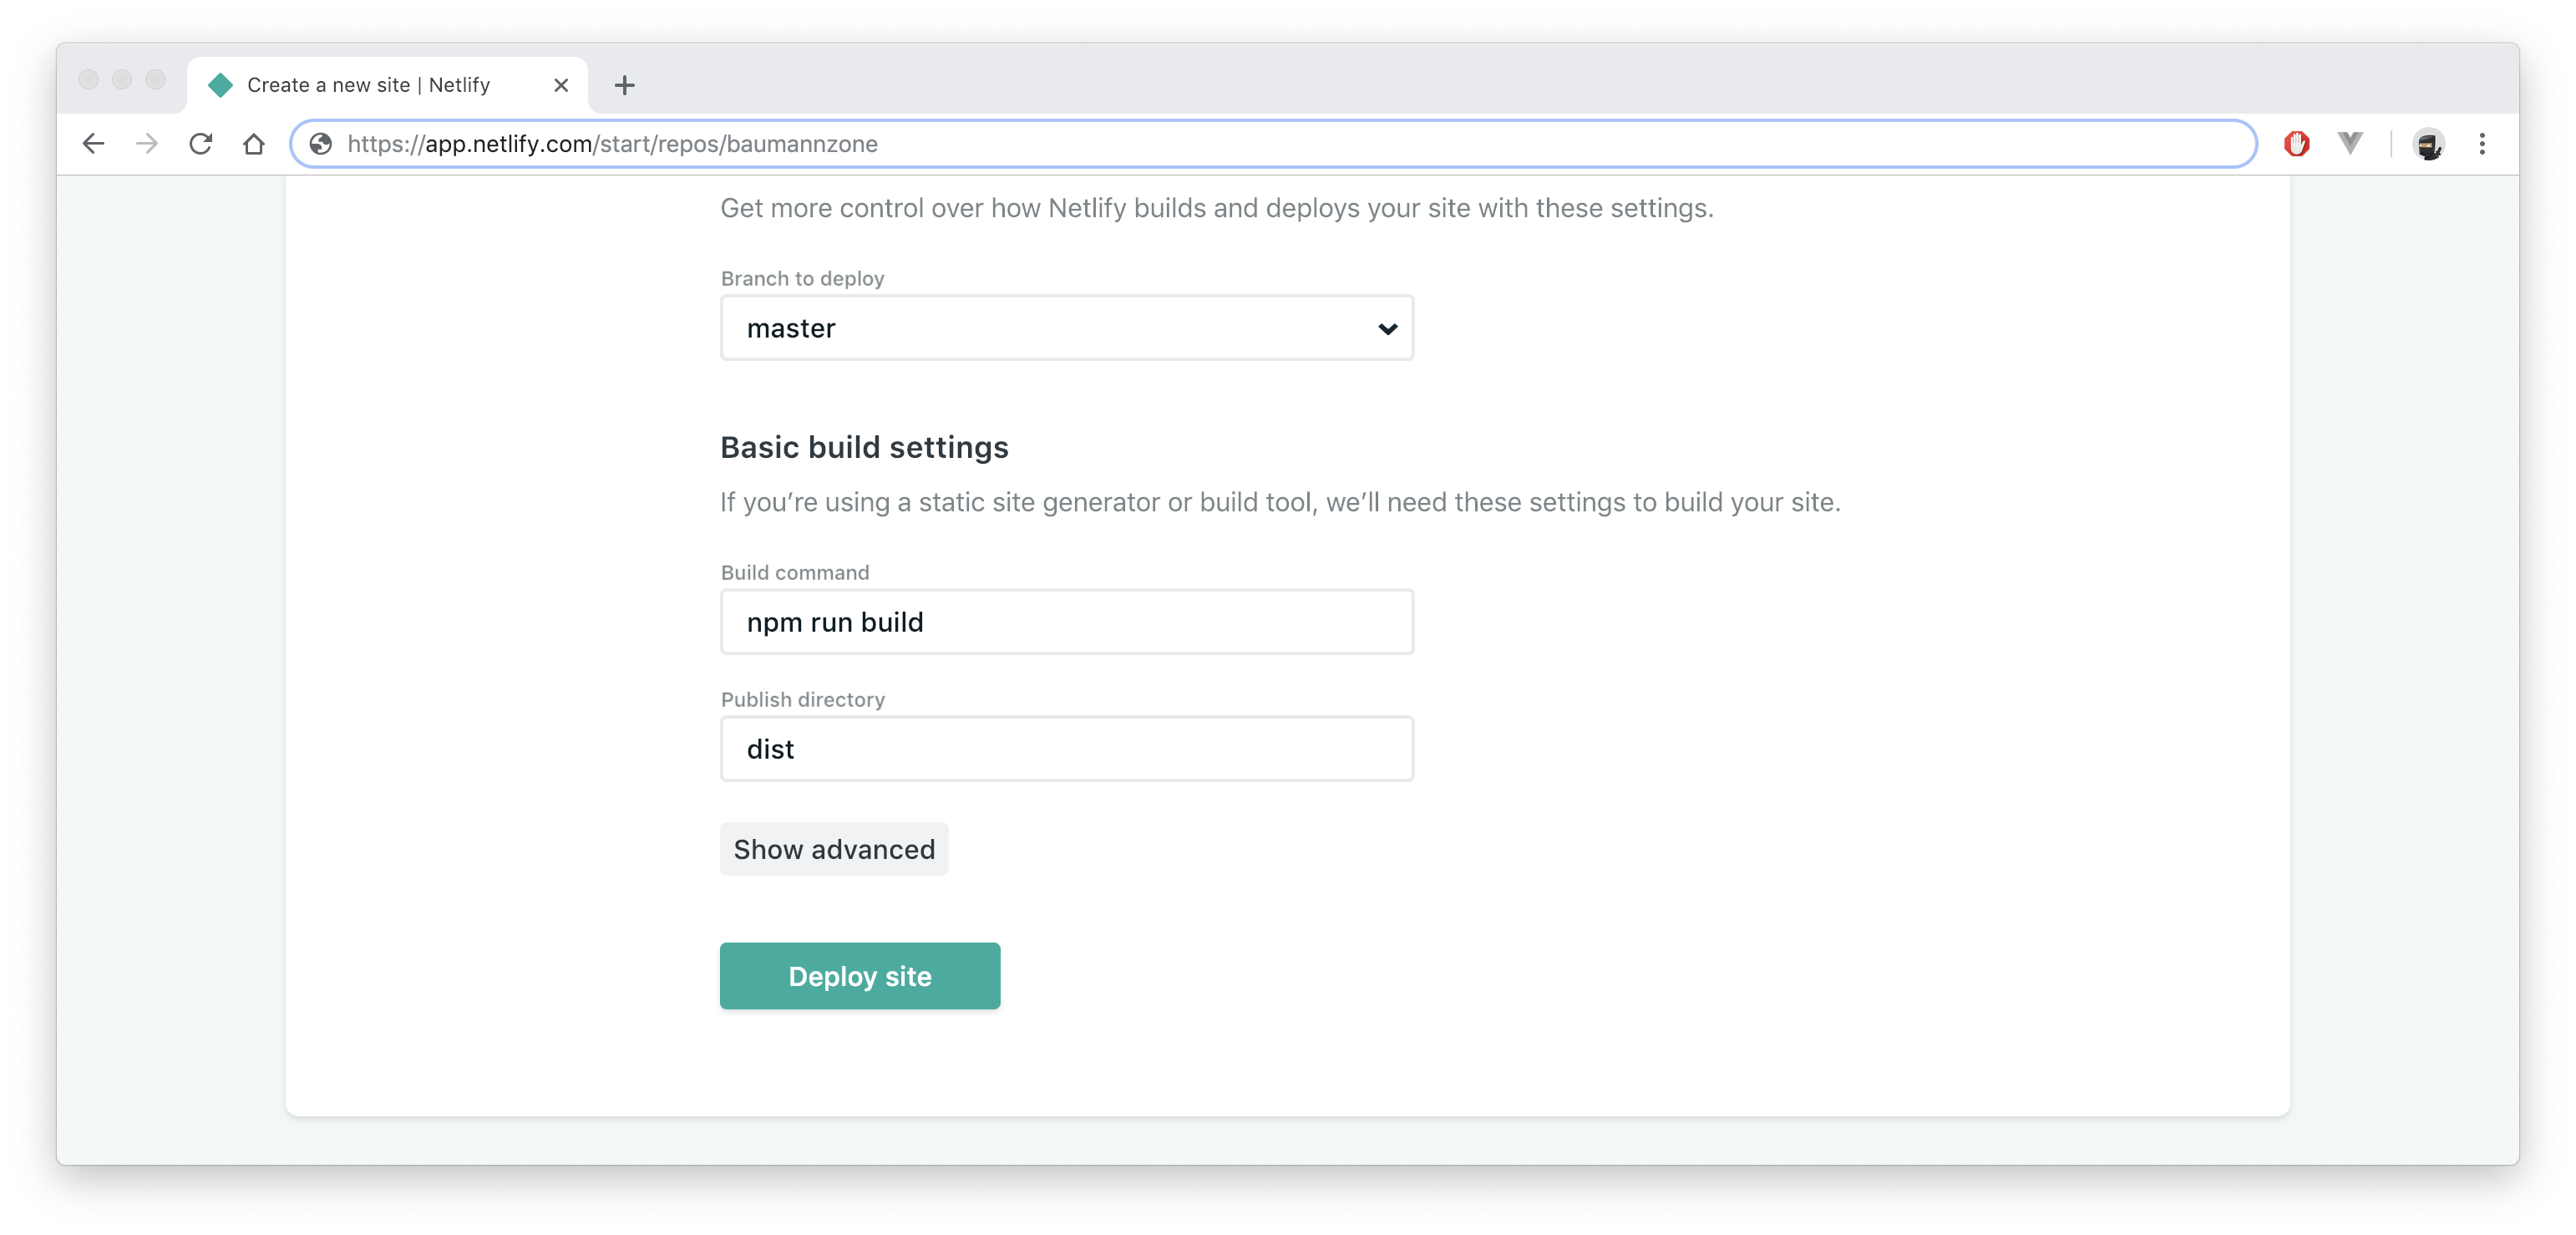 Create a new site | Netlify
https://app.netlify.com/start/repos/baumannzone
Get more control over how Netlify builds and deploys your site with these settings.
Branch to deploy
master
Basic build settings
If you’re using a static site generator or build tool, we’ll need these settings to build your site.
Build command
npm run build
Publish directory
dist
Show advanced
Deploy site